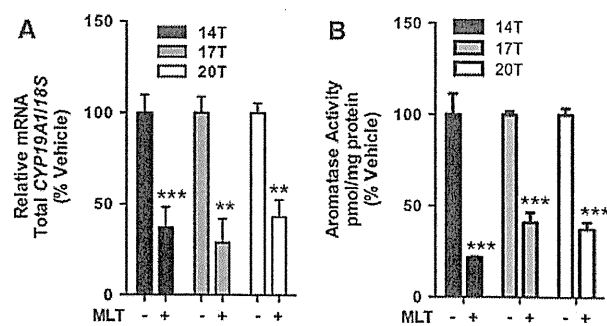 A
14T
17T
20T
Relative mRNA
Total CYP19A1/18S
(% Vehicle)
150
100
50
0
***
**
**
MLT - + - + - +
B
14T
17T
20T
Aromatase Activity
pmol/mg protein
(% Vehicle)
150
100
50
0
***
***
***
MLT - + - + - +